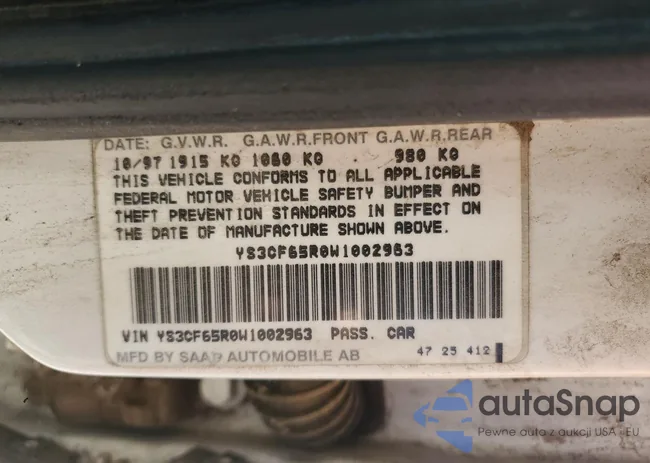 DATE: G.V.W.R. G.A.W.R.FRONT G.A.W.R.REAR
10/97 1915 KG 1060 KG . 980 KG
THIS VEHICLE CONFORMS TO ALL APPLICABLE
FEDERAL MOTOR VEHICLE SAFETY BUMPER AND
THEFT PREVENTION STANDARDS IN EFFECT ON
THE DATE OF MANUFACTURE SHOWN ABOVE.
YS3CF65R0W1002963
VIN YS3CF65R0W1002963 PASS. CAR
MFD BY SAAB AUTOMOBILE AB 47 25 412
autoSnap
Pewne auta z aukcji USA - EU